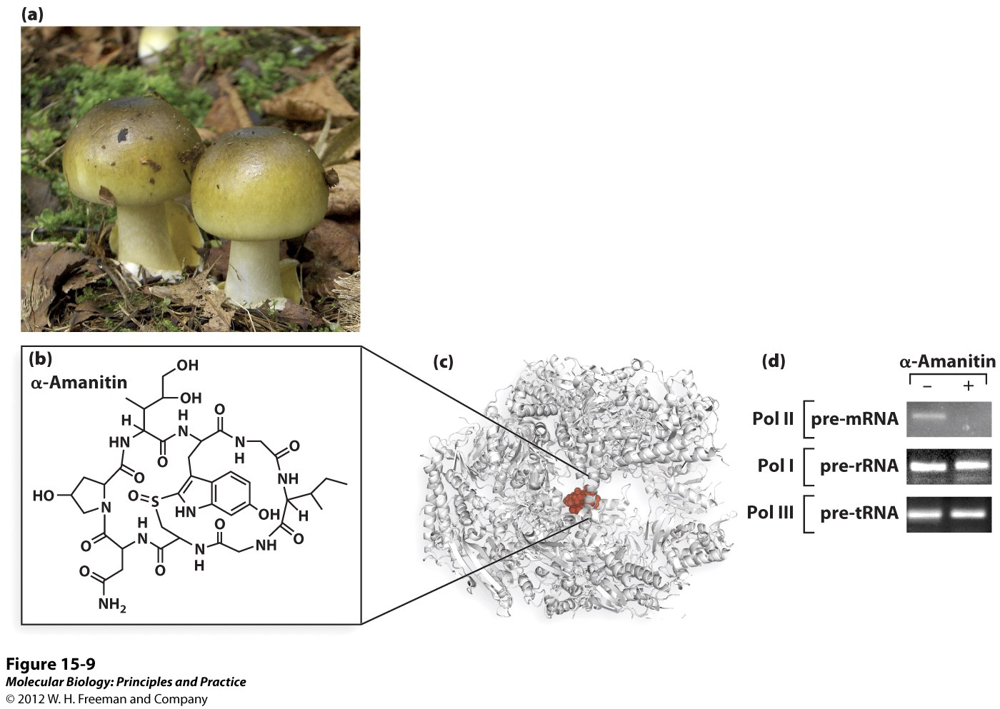 (a)
(b)
α-Amanitin
OH
OH
H
H
O
HN
N
O
N
H
O
HN
O
HO
N
O
S
HN
OH
H
O
H
N
O
N
H
O
NH
O
O
NH₂
(c)
(d)
α-Amanitin
– +
Pol II pre-mRNA
Pol I pre-rRNA
Pol III pre-tRNA
Figure 15-9
Molecular Biology: Principles and Practice
© 2012 W. H. Freeman and Company